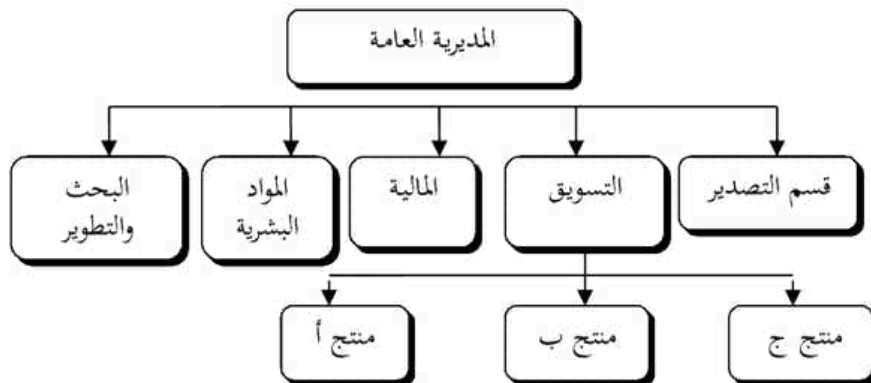 المديرية العامة
قسم التصدير
التسويق
المالية
المواد
البشرية
البحث
والتطوير
منتج ج
منتج ب
منتج أ